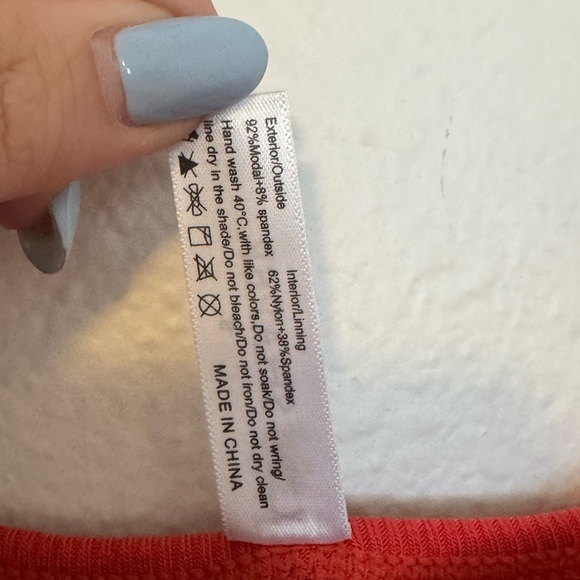 Exterior/Outside
92%Modal+8% spandex
Interior/Linning
62%Nylon+38%Spandex
Hand wash 40°C,with like colors,Do not soak/Do not wring/
line dry in the shade/Do not bleach/Do not iron/Do not dry clean
MADE IN CHINA